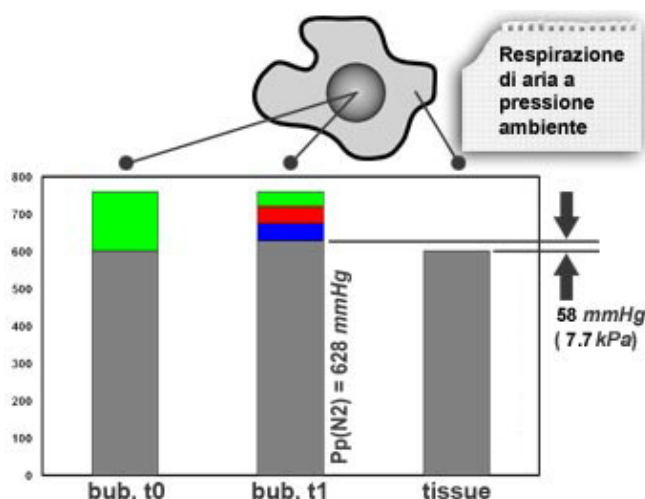 Respirazione
di aria a
pressione
ambiente
800
700
600
500
400
300
200
100
0
Pp(N2) = 628 mmHg
58 mmHg
( 7.7 kPa)
bub. t0
bub. t1
tissue